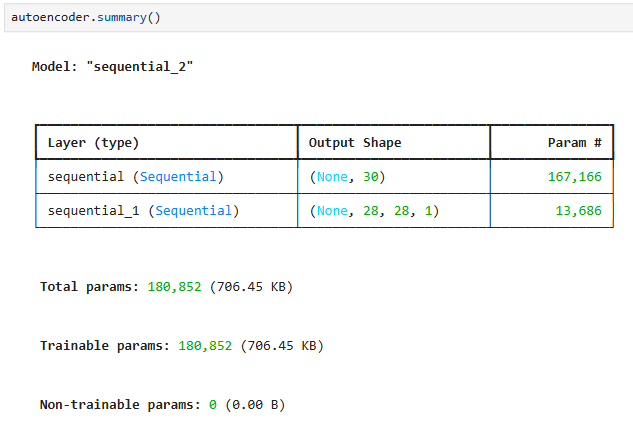 autoencoder.summary()
Model: "sequential_2"
Layer (type) Output Shape Param #
sequential (Sequential) (None, 30) 167,166
sequential_1 (Sequential) (None, 28, 28, 1) 13,686
Total params: 180,852 (706.45 KB)
Trainable params: 180,852 (706.45 KB)
Non-trainable params: 0 (0.00 B)